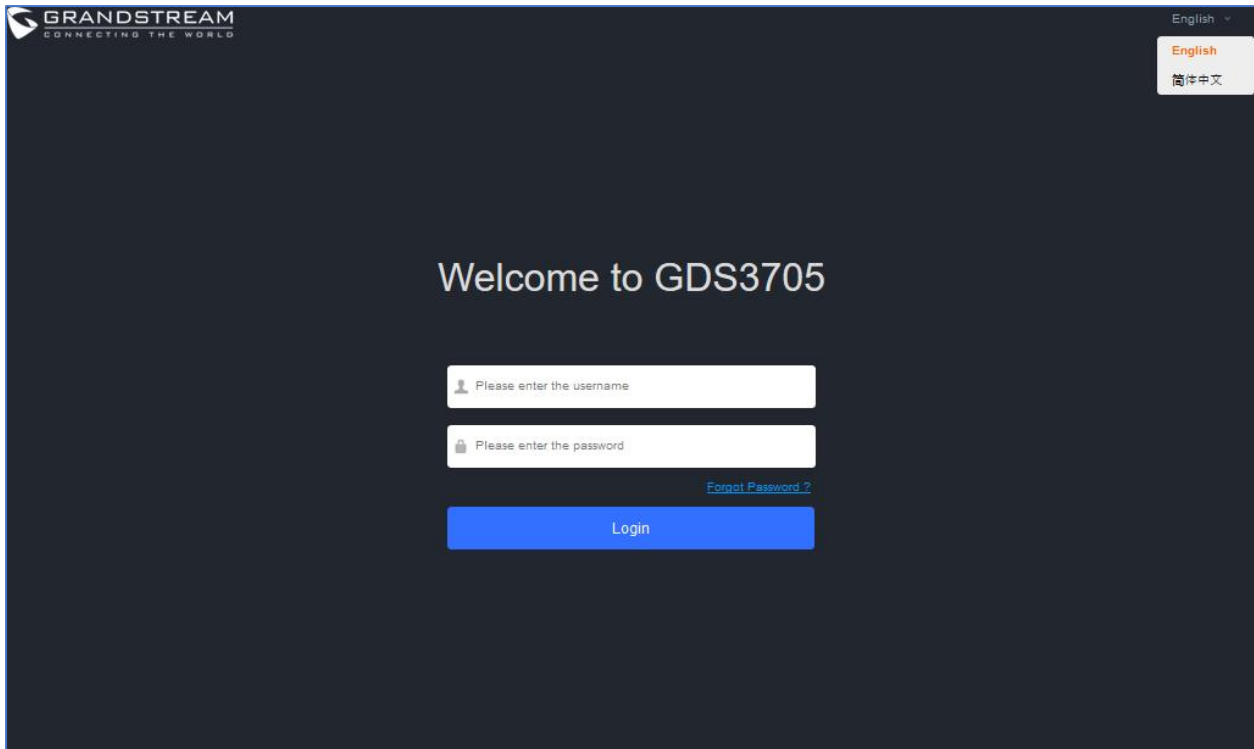 GRANDSTREAM
CONNECTING THE WORLD
English
English
简体中文
Welcome to GDS3705
Please enter the username
Please enter the password
Forgot Password ?
Login